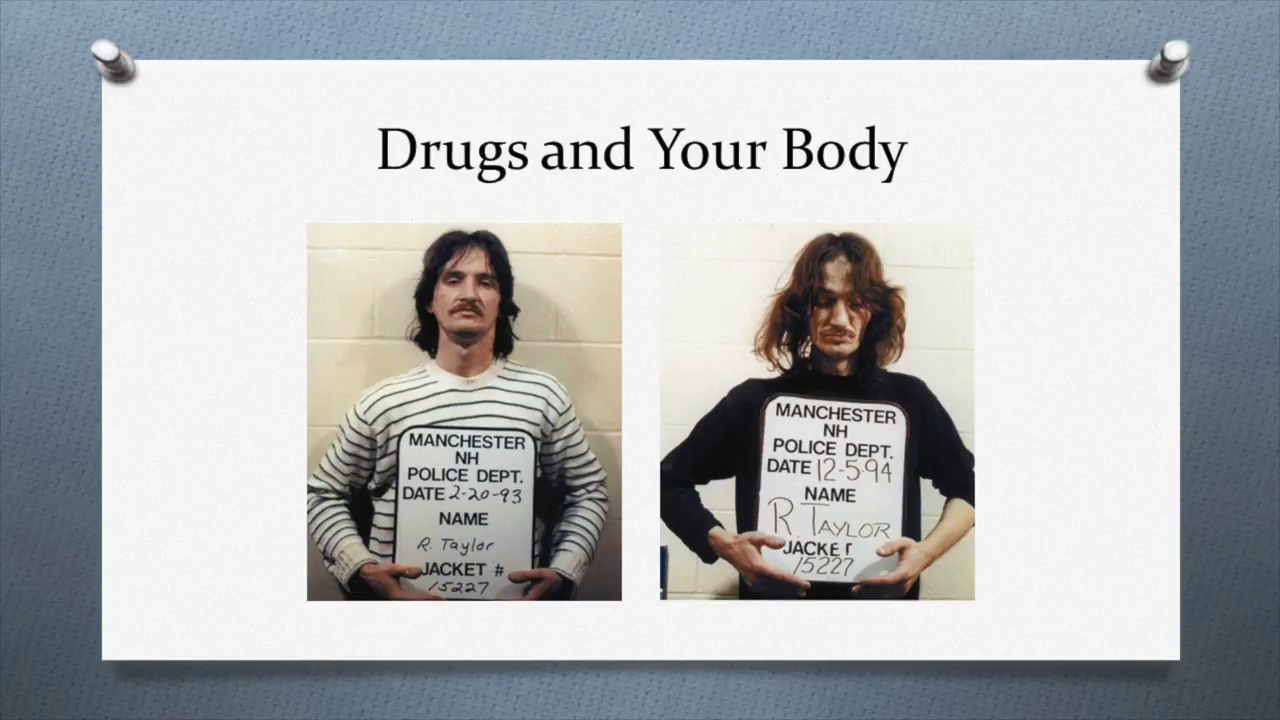 Drugs and Your Body
MANCHESTER
NH
POLICE DEPT.
DATE 2-20-93
NAME
R. Taylor
JACKET #
15227
MANCHESTER
NH
POLICE DEPT.
DATE 12-5-94
NAME
R TAYLOR
JACKET
15227